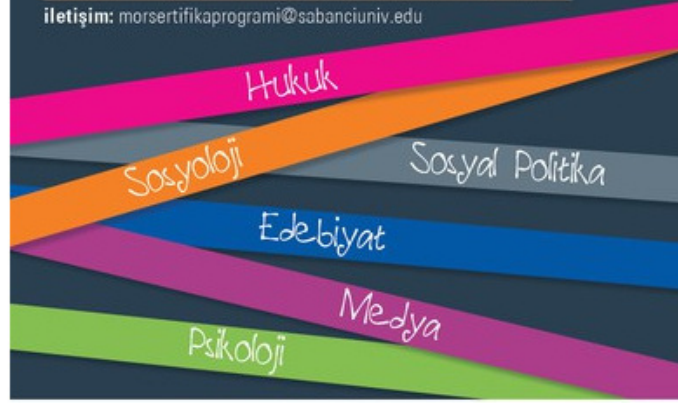 iletişim: morsertifikaprogrami@sabanciuniv.edu
Hukuk
Sosyoloji
Sosyal Politika
Edebiyat
Medya
Psikoloji